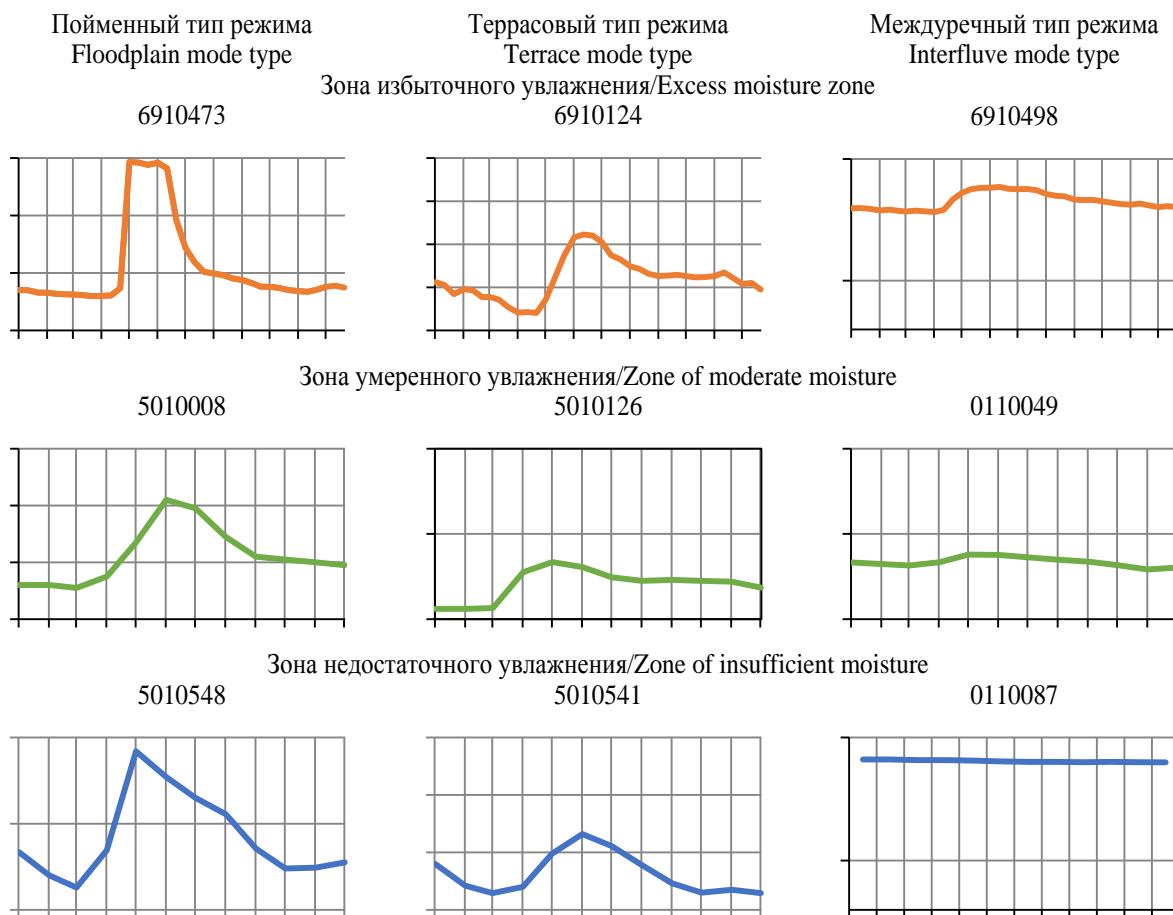 Пойменный тип режима
Floodplain mode type
Террасовый тип режима
Terrace mode type
Междуречный тип режима
Interfluve mode type
Зона избыточного увлажнения/Excess moisture zone
6910473
6910124
6910498
Зона умеренного увлажнения/Zone of moderate moisture
5010008
5010126
0110049
Зона недостаточного увлажнения/Zone of insufficient moisture
5010548
5010541
0110087